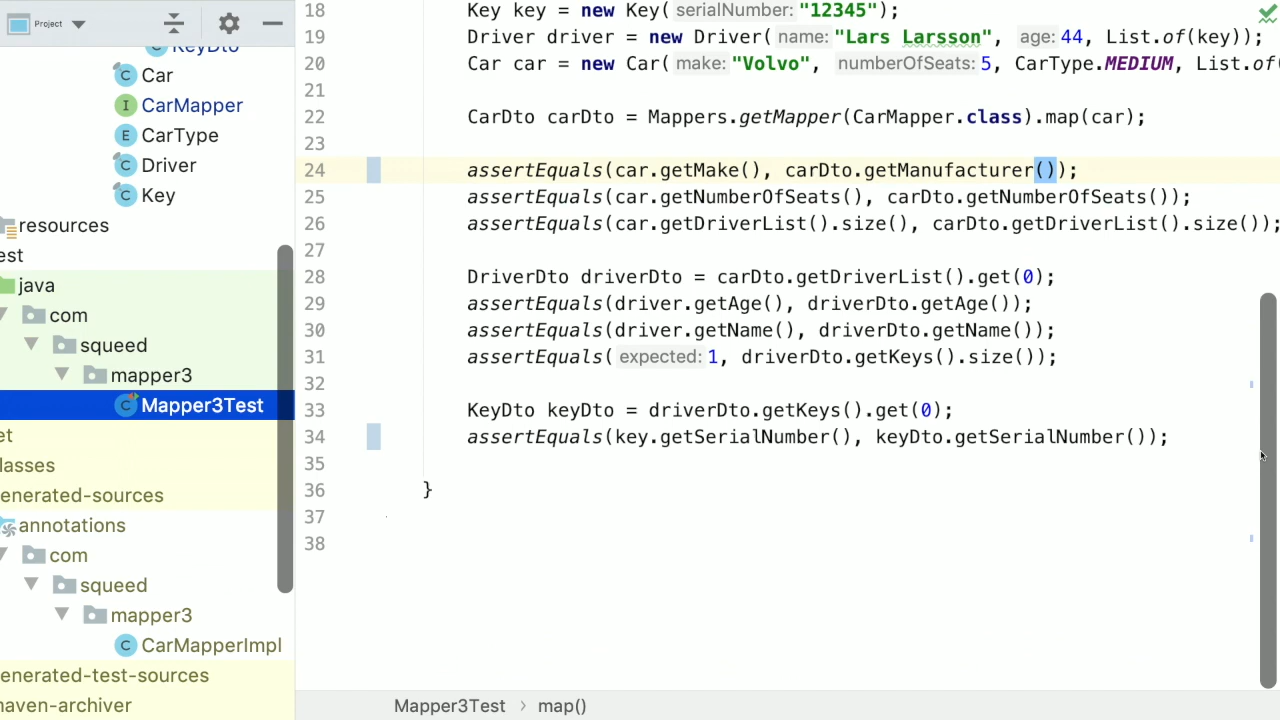 Project
KeyDto
Car
CarMapper
CarType
Driver
Key
resources
est
java
com
squeed
mapper3
Mapper3Test
et
lasses
enerated-sources
annotations
com
squeed
mapper3
CarMapperImpl
enerated-test-sources
naven-archiver
18 Key key = new Key( serialNumber: "12345");
19 Driver driver = new Driver( name: "Lars Larsson", age: 44, List.of(key));
20 Car car = new Car( make: "Volvo", numberOfSeats: 5, CarType.MEDIUM, List.of(
21
22 CarDto carDto = Mappers.getMapper(CarMapper.class).map(car);
23
24 assertEquals(car.getMake(), carDto.getManufacturer());
25 assertEquals(car.getNumberOfSeats(), carDto.getNumberOfSeats());
26 assertEquals(car.getDriverList().size(), carDto.getDriverList().size());
27
28 DriverDto driverDto = carDto.getDriverList().get(0);
29 assertEquals(driver.getAge(), driverDto.getAge());
30 assertEquals(driver.getName(), driverDto.getName());
31 assertEquals( expected: 1, driverDto.getKeys().size());
32
33 KeyDto keyDto = driverDto.getKeys().get(0);
34 assertEquals(key.getSerialNumber(), keyDto.getSerialNumber());
35
36 }
37
38
Mapper3Test › map()